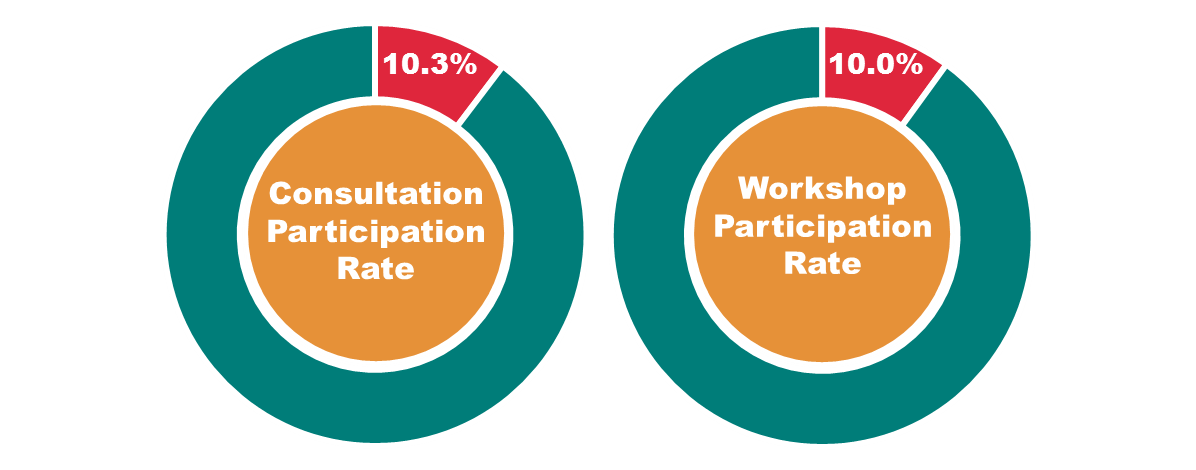 10.3%
Consultation
Participation
Rate
10.0%
Workshop
Participation
Rate